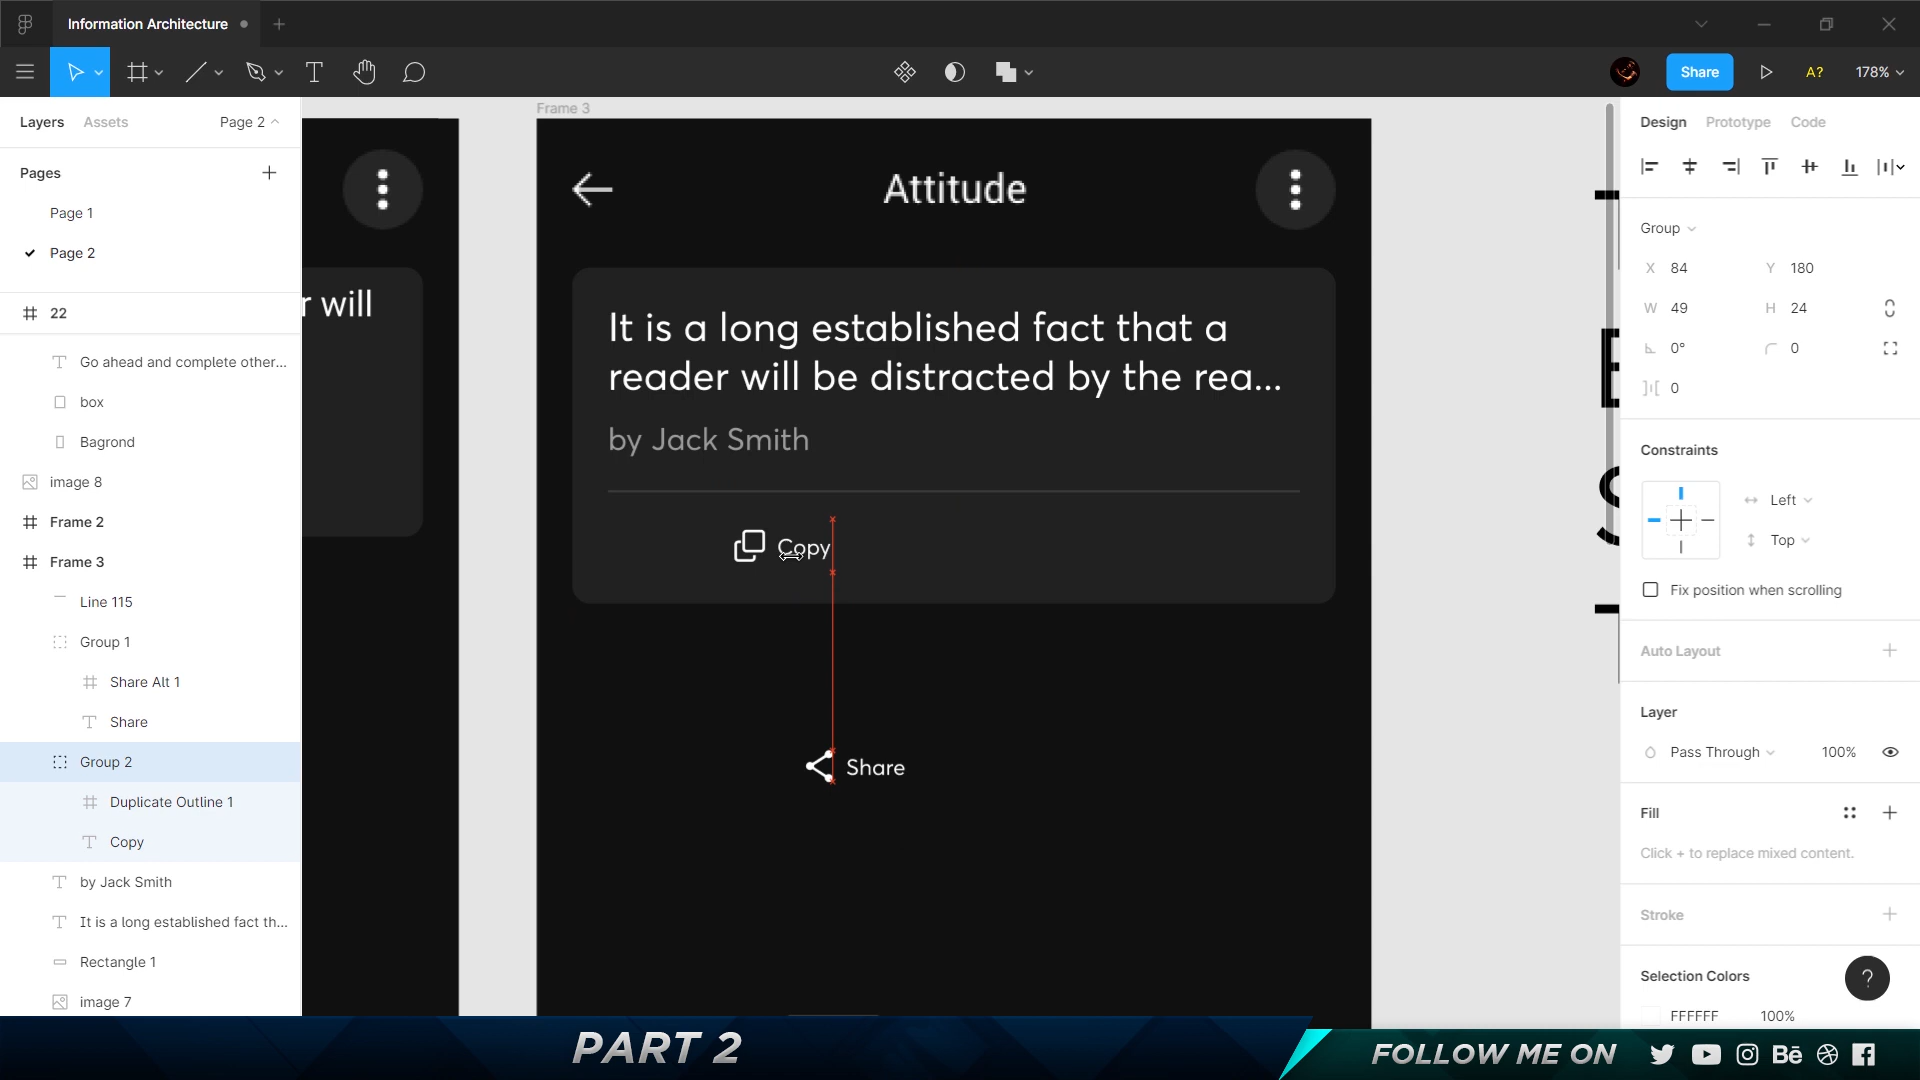 Information Architecture
Share
A?
178%
Layers
Assets
Page 2
Pages
Page 1
Page 2
22
Go ahead and complete other...
box
Bagrond
image 8
Frame 2
Frame 3
Line 115
Group 1
Share Alt 1
Share
Group 2
Duplicate Outline 1
Copy
by Jack Smith
It is a long established fact th...
Rectangle 1
image 7
will
Frame 3
Attitude
It is a long established fact that a
reader will be distracted by the rea...
by Jack Smith
Copy
Share
Design
Prototype
Code
Group
X 84
Y 180
W 49
H 24
0°
0
0
Constraints
Left
Top
Fix position when scrolling
Auto Layout
Layer
Pass Through
100%
Fill
Click + to replace mixed content.
Stroke
Selection Colors
?
FFFFFF
100%
PART 2
FOLLOW ME ON
Bē